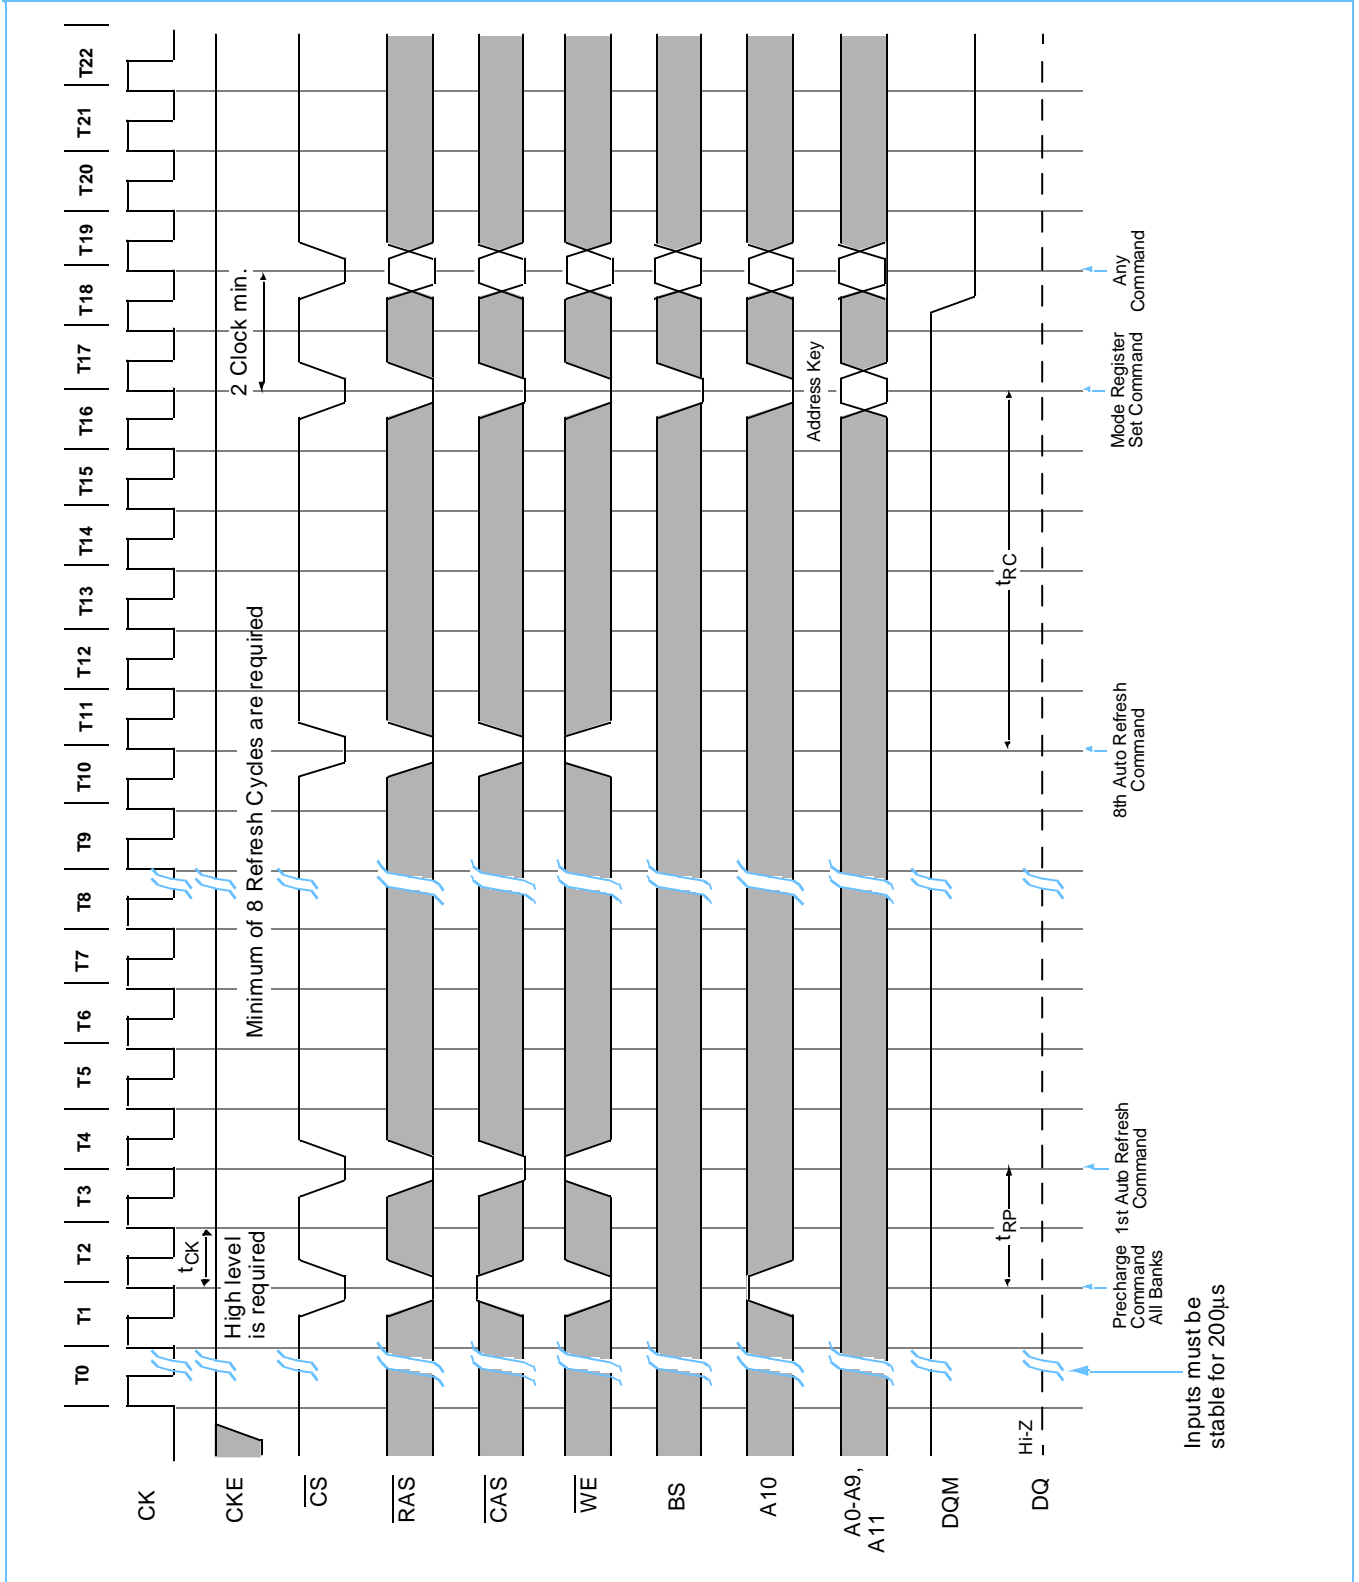 T0 T1 T2 T3 T4 T5 T6 T7 T8 T9 T10 T11 T12 T13 T14 T15 T16 T17 T18 T19 T20 T21 T22
CK
tCK
CKE
High level
is required
Minimum of 8 Refresh Cycles are required
2 Clock min.
CS
RAS
CAS
WE
BS
A10
Address Key
A0-A9,
A11
DQM
DQ
Hi-Z
tRP
tRC
Precharge
Command
All Banks
1st Auto Refresh
Command
8th Auto Refresh
Command
Mode Register
Set Command
Any
Command
Inputs must be
stable for 200µs